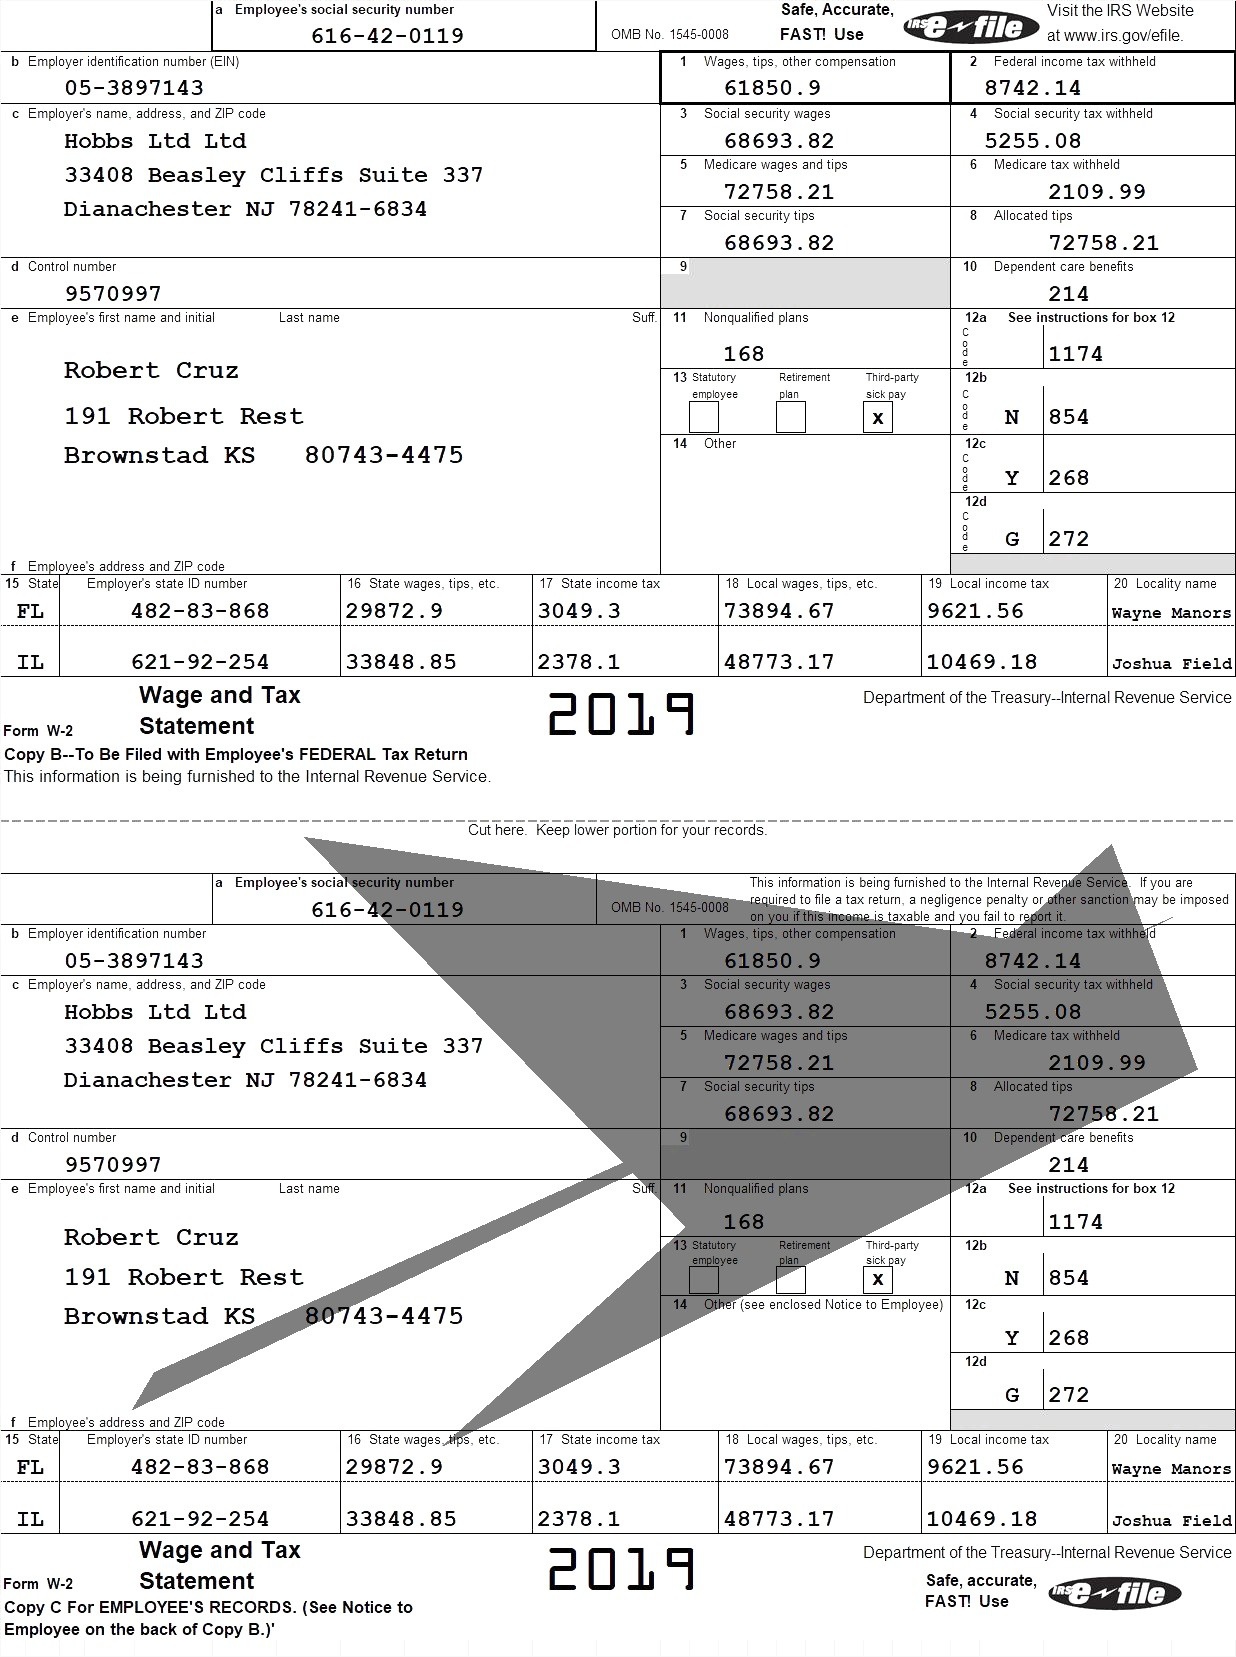 a Employee's social security number
616-42-0119
OMB No. 1545-0008
Safe, Accurate,
FAST! Use
IRS e-file
Visit the IRS Website
at www.irs.gov/efile.
b Employer identification number (EIN)
05-3897143
1 Wages, tips, other compensation
61850.9
2 Federal income tax withheld
8742.14
c Employer's name, address, and ZIP code
Hobbs Ltd Ltd
33408 Beasley Cliffs Suite 337
Dianachester NJ 78241-6834
3 Social security wages
68693.82
4 Social security tax withheld
5255.08
5 Medicare wages and tips
72758.21
6 Medicare tax withheld
2109.99
7 Social security tips
68693.82
8 Allocated tips
72758.21
d Control number
9570997
9
10 Dependent care benefits
214
e Employee's first name and initial Last name Suff.
Robert Cruz
191 Robert Rest
Brownstad KS 80743-4475
11 Nonqualified plans
168
12a See instructions for box 12
Code
1174
13 Statutory employee
Retirement plan
Third-party sick pay
x
12b
Code
N 854
14 Other
12c
Code
Y 268
12d
Code
G 272
f Employee's address and ZIP code
15 State Employer's state ID number 16 State wages, tips, etc. 17 State income tax 18 Local wages, tips, etc. 19 Local income tax 20 Locality name
FL 482-83-868 29872.9 3049.3 73894.67 9621.56 Wayne Manors
IL 621-92-254 33848.85 2378.1 48773.17 10469.18 Joshua Field
Form W-2
Wage and Tax
Statement
2019
Department of the Treasury--Internal Revenue Service
Copy B--To Be Filed with Employee's FEDERAL Tax Return
This information is being furnished to the Internal Revenue Service.
Cut here. Keep lower portion for your records.
a Employee's social security number
616-42-0119
OMB No. 1545-0008
This information is being furnished to the Internal Revenue Service. If you are
required to file a tax return, a negligence penalty or other sanction may be imposed
on you if this income is taxable and you fail to report it.
b Employer identification number
05-3897143
1 Wages, tips, other compensation
61850.9
2 Federal income tax withheld
8742.14
c Employer's name, address, and ZIP code
Hobbs Ltd Ltd
33408 Beasley Cliffs Suite 337
Dianachester NJ 78241-6834
3 Social security wages
68693.82
4 Social security tax withheld
5255.08
5 Medicare wages and tips
72758.21
6 Medicare tax withheld
2109.99
7 Social security tips
68693.82
8 Allocated tips
72758.21
d Control number
9570997
9
10 Dependent care benefits
214
e Employee's first name and initial Last name Suff.
Robert Cruz
191 Robert Rest
Brownstad KS 80743-4475
11 Nonqualified plans
168
12a See instructions for box 12
1174
13 Statutory employee
Retirement plan
Third-party sick pay
x
12b
N 854
14 Other (see enclosed Notice to Employee)
12c
Y 268
12d
G 272
f Employee's address and ZIP code
15 State Employer's state ID number 16 State wages, tips, etc. 17 State income tax 18 Local wages, tips, etc. 19 Local income tax 20 Locality name
FL 482-83-868 29872.9 3049.3 73894.67 9621.56 Wayne Manors
IL 621-92-254 33848.85 2378.1 48773.17 10469.18 Joshua Field
Form W-2
Wage and Tax
Statement
2019
Department of the Treasury--Internal Revenue Service
Safe, accurate,
FAST! Use
IRS e-file
Copy C For EMPLOYEE'S RECORDS. (See Notice to
Employee on the back of Copy B.)'